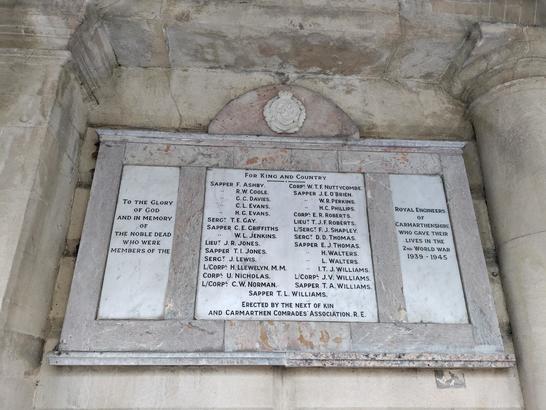 TO THE GLORY
OF GOD
AND IN MEMORY
OF
THE NOBLE DEAD
WHO WERE
MEMBERS OF THE
FOR KING AND COUNTRY
SAPPER F. ASHBY.
" R.W. COOLE.
" G.C. DAVIES.
" C.L. EVANS.
" H.G. EVANS.
SERGT: T.E. GAY.
SAPPER C.E. GRIFFITHS
" W.L. JENKINS.
LIEUT: J.R. JONES.
SAPPER T.I. JONES.
SERGT: J. LEWIS.
L/CORPL: H. LLEWELYN, M.M.
CORPL: U. NICHOLAS.
L/CORPL: C.W. NORMAN.
CORPL: W.T.F. NUTTYCOMBE.
SAPPER J.E. O'BRIEN.
" W.R. PERKINS.
" H.C. PHILLIPS.
CORPL: E.R. ROBERTS.
LIEUT: T.J.F. ROBERTS.
L/SERGT: F.J. SHAPLEY.
SERGT: D.D. THOMAS.
SAPPER E.J. THOMAS.
" H. WALTERS.
" L. WALTERS.
" I.T.J. WILLIAMS.
L/CORPL: J.V. WILLIAMS.
SAPPER T.A. WILLIAMS.
SAPPER T.L. WILLIAMS.
ERECTED BY THE NEXT OF KIN
AND CARMARTHEN COMRADES ASSOCIATION. R.E.
ROYAL ENGINEERS
OF
CARMARTHENSHIRE
WHO GAVE THEIR
LIVES IN THE
2ND WORLD WAR
1939 - 1945